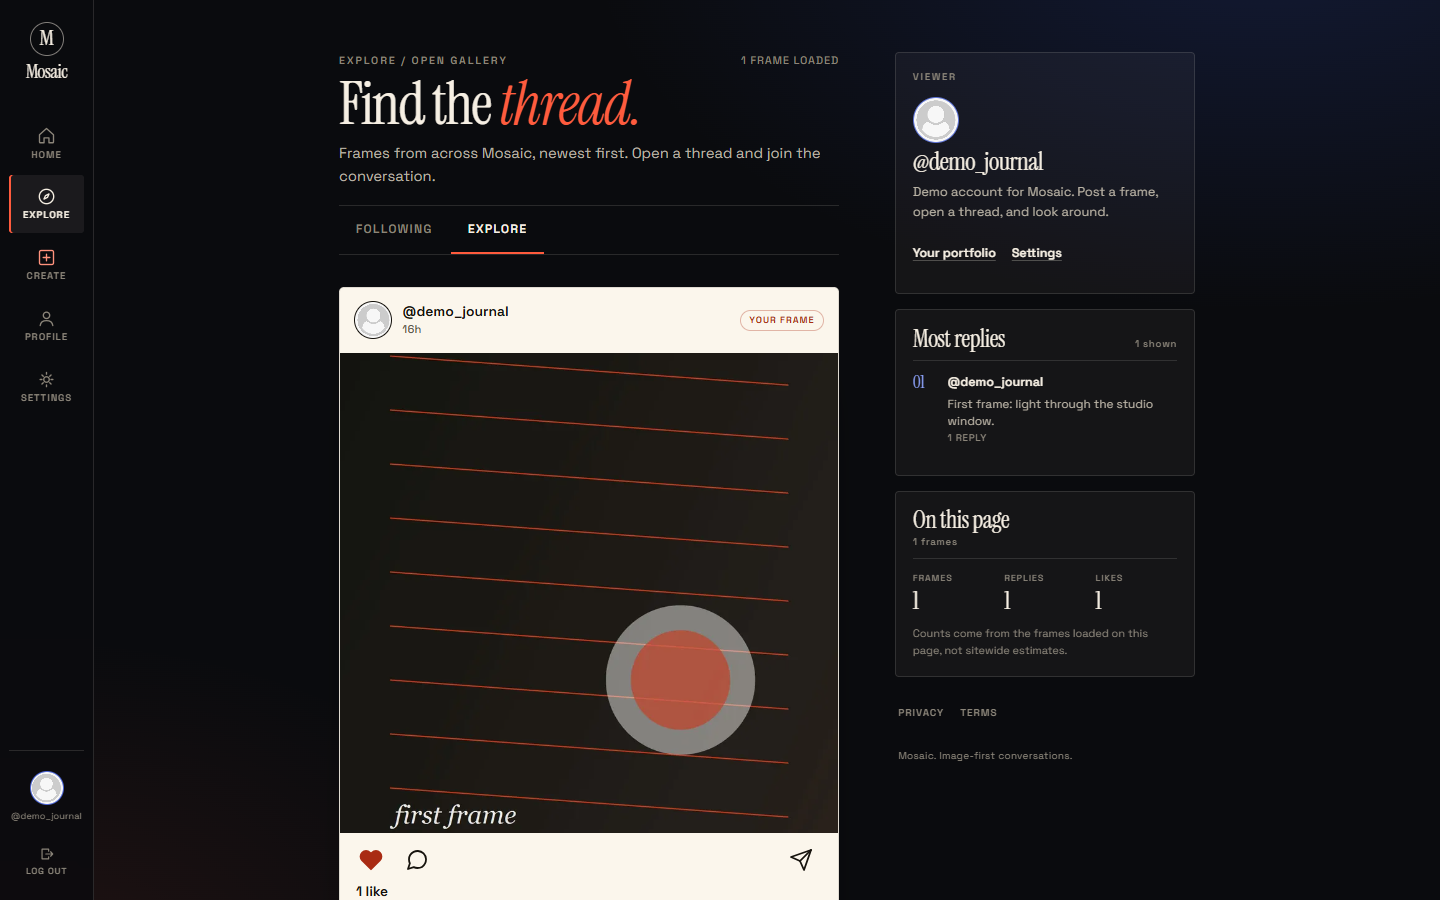 M
Mosaic
HOME
EXPLORE
CREATE
PROFILE
SETTINGS
@demo_journal
LOG OUT
EXPLORE / OPEN GALLERY
1 FRAME LOADED
Find the thread.
Frames from across Mosaic, newest first. Open a thread and join the
conversation.
FOLLOWING
EXPLORE
@demo_journal
16h
YOUR FRAME
first frame
1 like
VIEWER
@demo_journal
Demo account for Mosaic. Post a frame,
open a thread, and look around.
Your portfolio
Settings
Most replies
1 shown
01
@demo_journal
First frame: light through the studio
window.
1 REPLY
On this page
1 frames
FRAMES
REPLIES
LIKES
1
1
1
Counts come from the frames loaded on this
page, not sitewide estimates.
PRIVACY
TERMS
Mosaic. Image-first conversations.